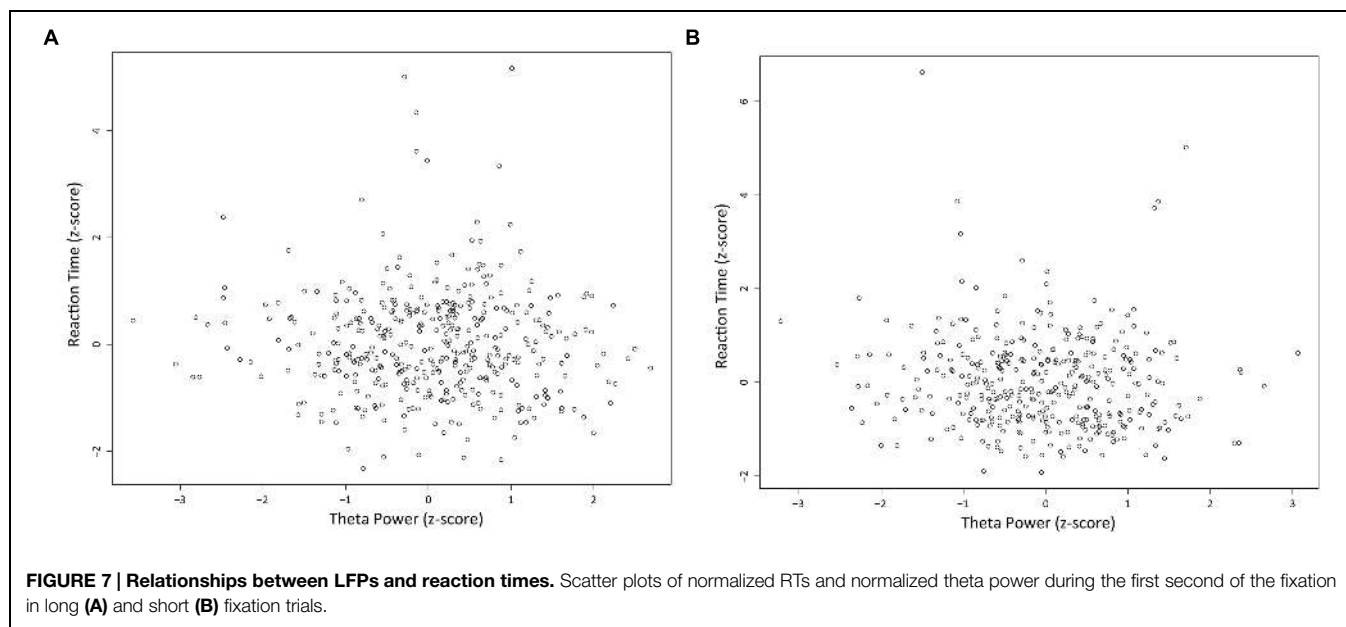 A
B
Reaction Time (z-score)
4
2
0
−2
−3
−2
−1
0
1
2
Theta Power (z-score)
Reaction Time (z-score)
6
4
2
0
−2
−3
−2
−1
0
1
2
3
Theta Power (z-score)
FIGURE 7 | Relationships between LFPs and reaction times. Scatter plots of normalized RTs and normalized theta power during the first second of the fixation
in long (A) and short (B) fixation trials.